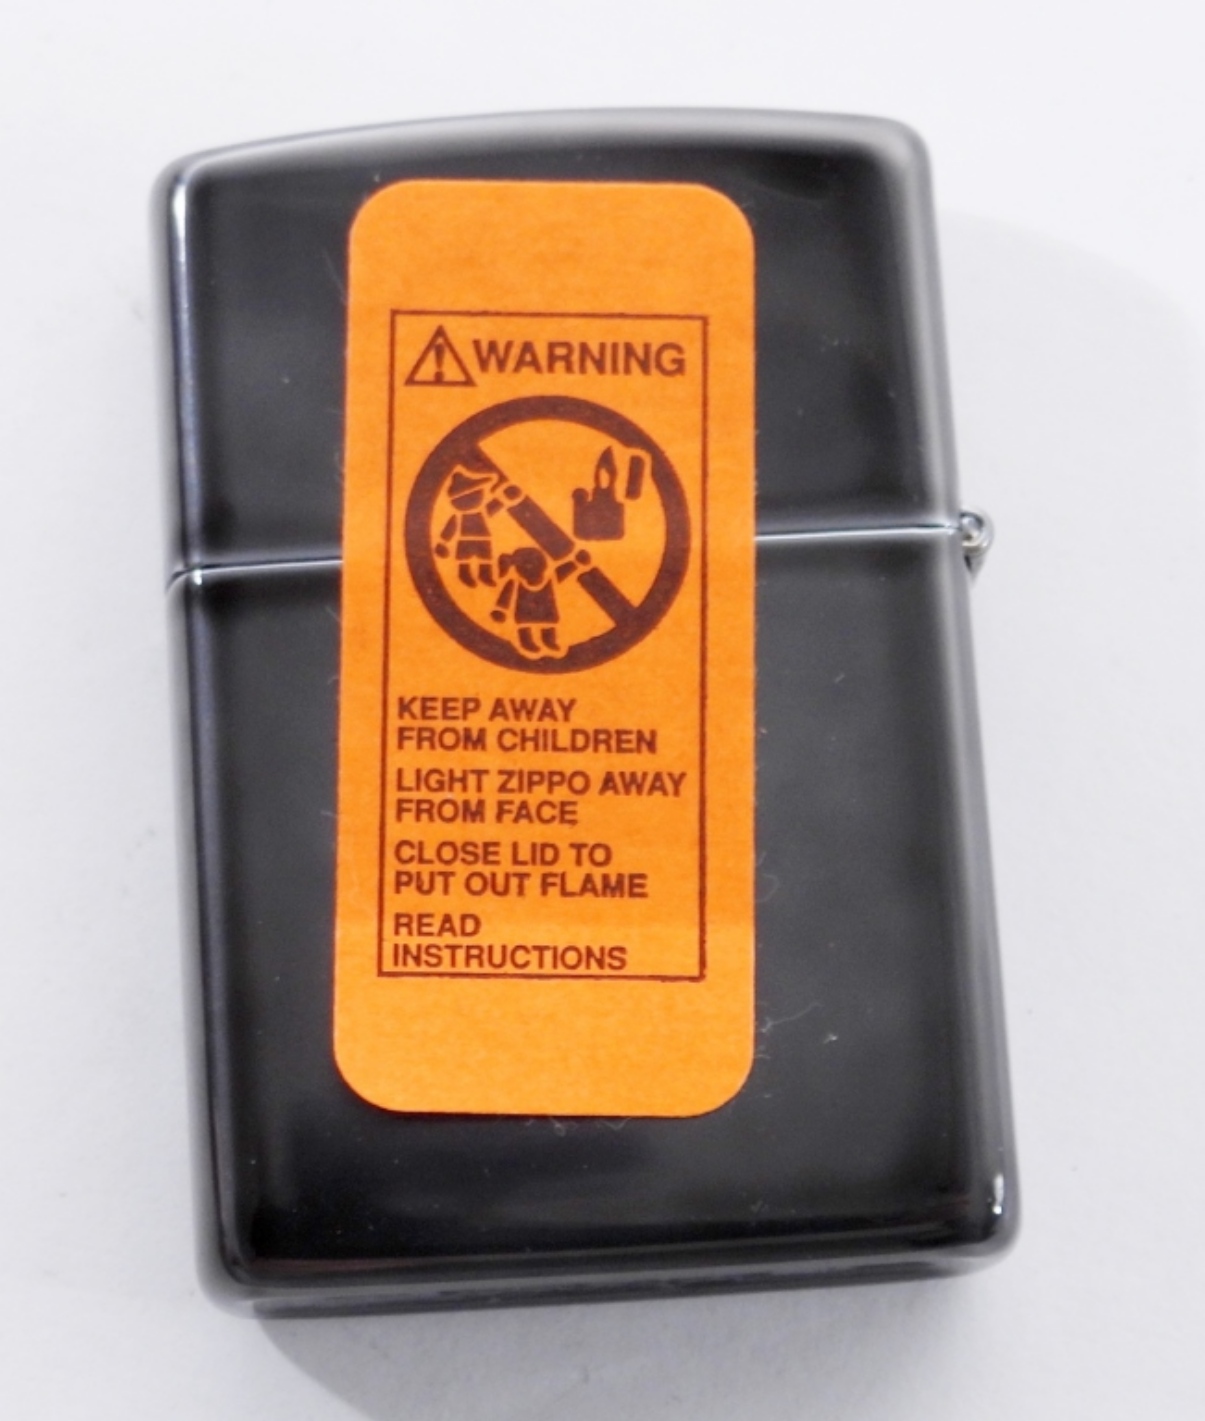 WARNING
KEEP AWAY
FROM CHILDREN
LIGHT ZIPPO AWAY
FROM FACE
CLOSE LID TO
PUT OUT FLAME
READ
INSTRUCTIONS